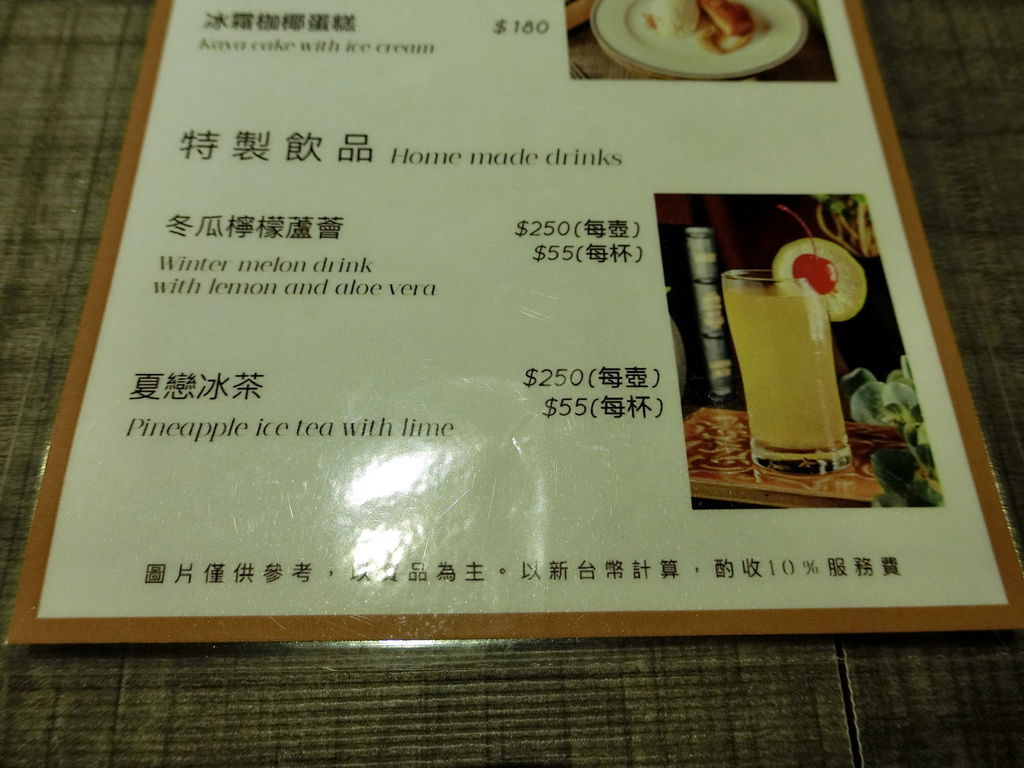 冰霜咖椰蛋糕 $180
Kaya cake with ice cream
特製飲品 Home made drinks
冬瓜檸檬蘆薈 $250(每壺)
$55(每杯)
Winter melon drink
with lemon and aloe vera
夏戀冰茶 $250(每壺)
$55(每杯)
Pineapple ice tea with lime
圖片僅供參考，以實品為主。以新台幣計算，酌收10%服務費